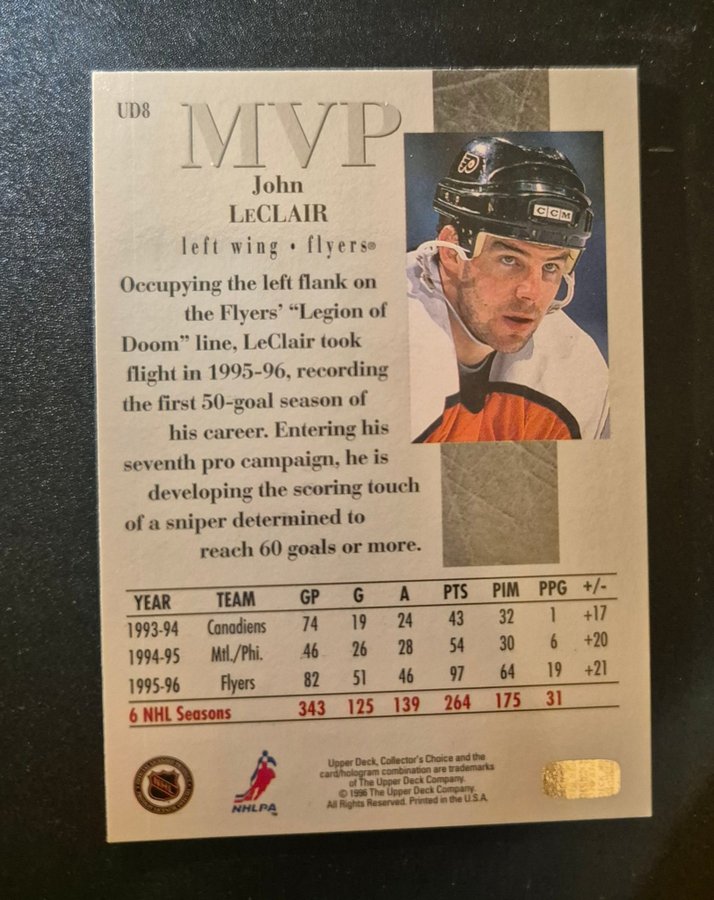 UD8
MVP
John
LECLAIR
left wing • flyers®
CCM
Occupying the left flank on
the Flyers' "Legion of
Doom" line, LeClair took
flight in 1995-96, recording
the first 50-goal season of
his career. Entering his
seventh pro campaign, he is
developing the scoring touch
of a sniper determined to
reach 60 goals or more.
YEAR TEAM GP G A PTS PIM PPG +/-
1993-94 Canadiens 74 19 24 43 32 1 +17
1994-95 Mtl./Phi. 46 26 28 54 30 6 +20
1995-96 Flyers 82 51 46 97 64 19 +21
6 NHL Seasons 343 125 139 264 175 31
NHL
NHLPA
Upper Deck, Collector's Choice and the
card/hologram combination are trademarks
of The Upper Deck Company.
© 1996 The Upper Deck Company.
All Rights Reserved. Printed in the U.S.A.